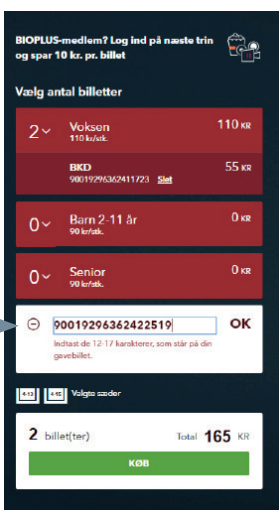 BIOPLUS-medlem? Log ind på næste trin
og spar 10 kr. pr. billet
Vælg antal billetter
2 Voksen 110 KR
110 kr/stk.
BKD 55 KR
90019296362411723 Slet
0 Barn 2-11 år 0 KR
90 kr/stk.
0 Senior 0 KR
90 kr/stk.
90019296362422519 OK
Indtast de 12-17 karakterer, som står på din
gavebillet.
Valgte sæder
2 billet(ter) Total 165 KR
KØB